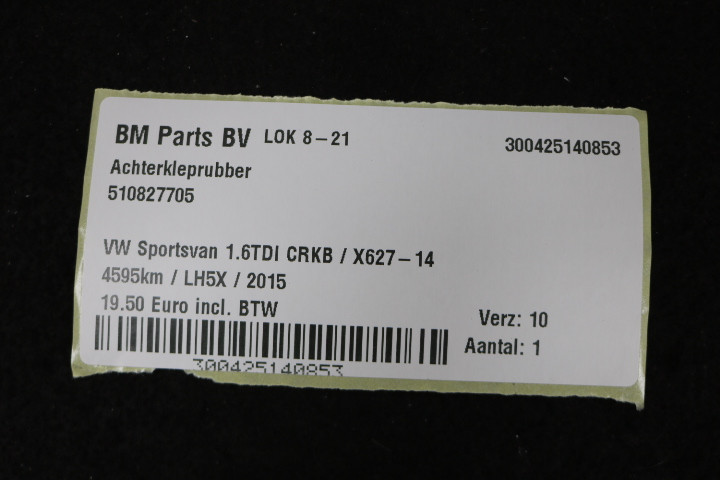 BM Parts BV LOK 8-21 300425140853
Achterkleprubber
510827705
VW Sportsvan 1.6TDI CRKB / X627-14
4595km / LH5X / 2015
19.50 Euro incl. BTW
Verz: 10
Aantal: 1
300425140853